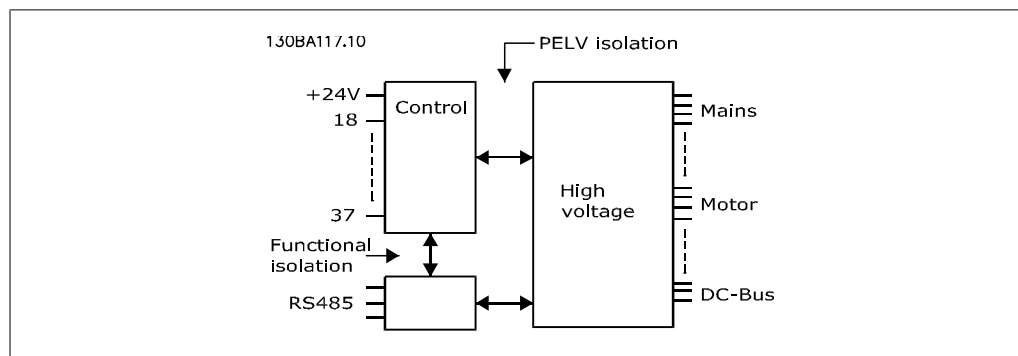 130BA117.10
PELV isolation
+24V
Control
18
Mains
High
voltage
37
Motor
Functional
isolation
RS485
DC-Bus